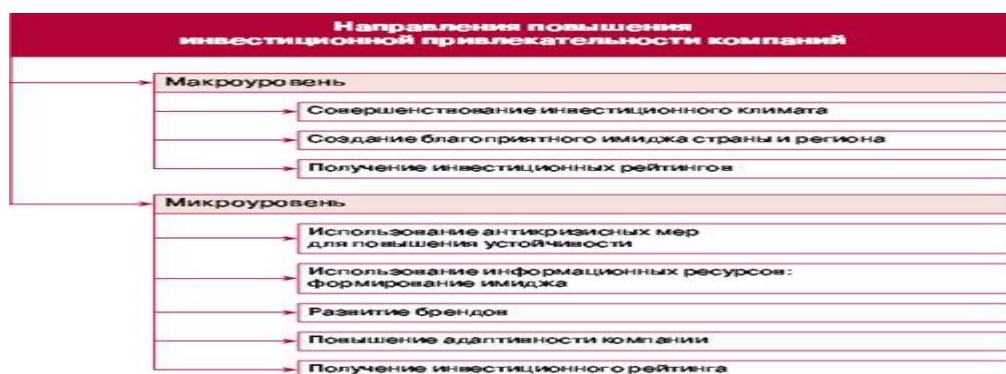 Направления повышения
инвестиционной привлекательности компаний
Макроуровень
Совершенствование инвестиционного климата
Создание благоприятного имиджа страны и региона
Получение инвестиционных рейтингов
Микроуровень
Использование антикризисных мер
для повышения устойчивости
Использование информационных ресурсов:
формирование имиджа
Развитие брендов
Повышение адаптивности компании
Получение инвестиционного рейтинга